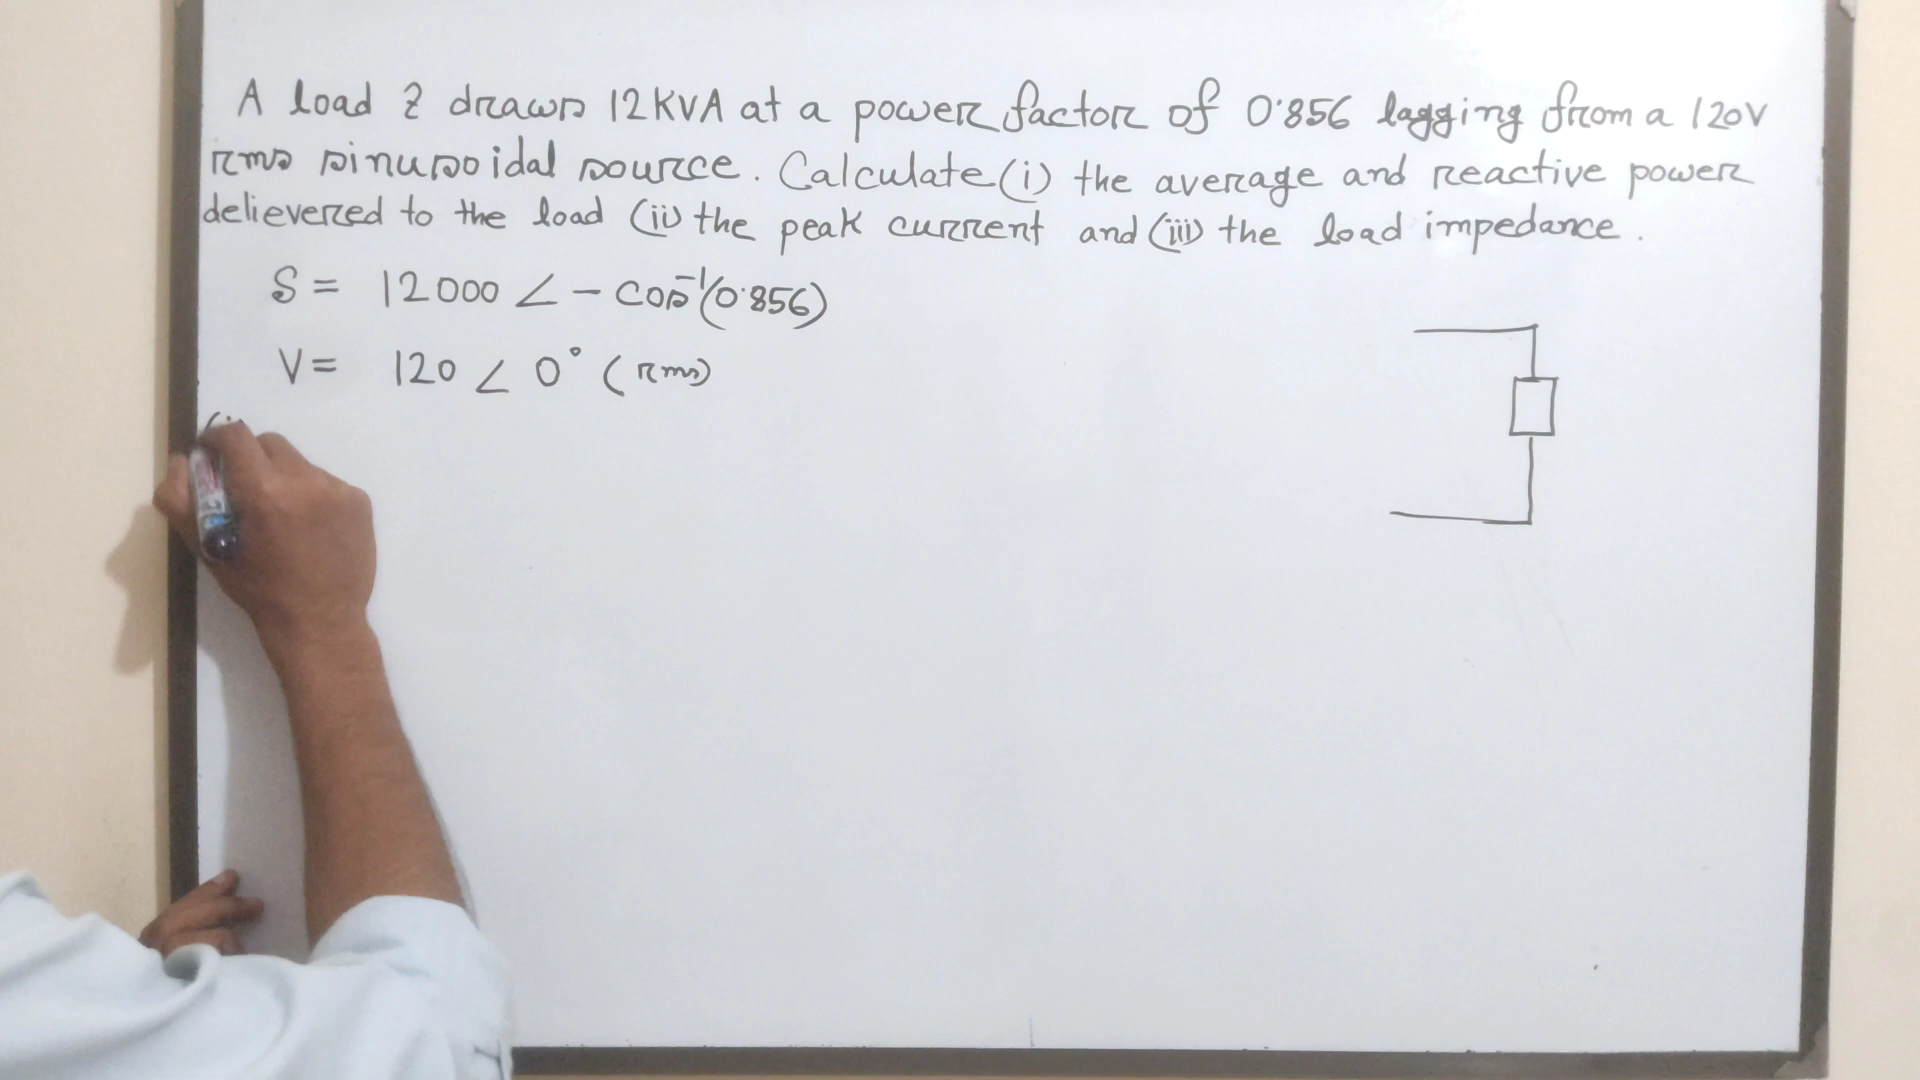 A load Z draws 12KVA at a power factor of 0.856 lagging from a 120V
rms sinusoidal source. Calculate (i) the average and reactive power
delievered to the load (ii) the peak current and (iii) the load impedance.
S = 12000 ∠ - cos⁻¹(0.856)
V = 120 ∠ 0° (rms)
(i)